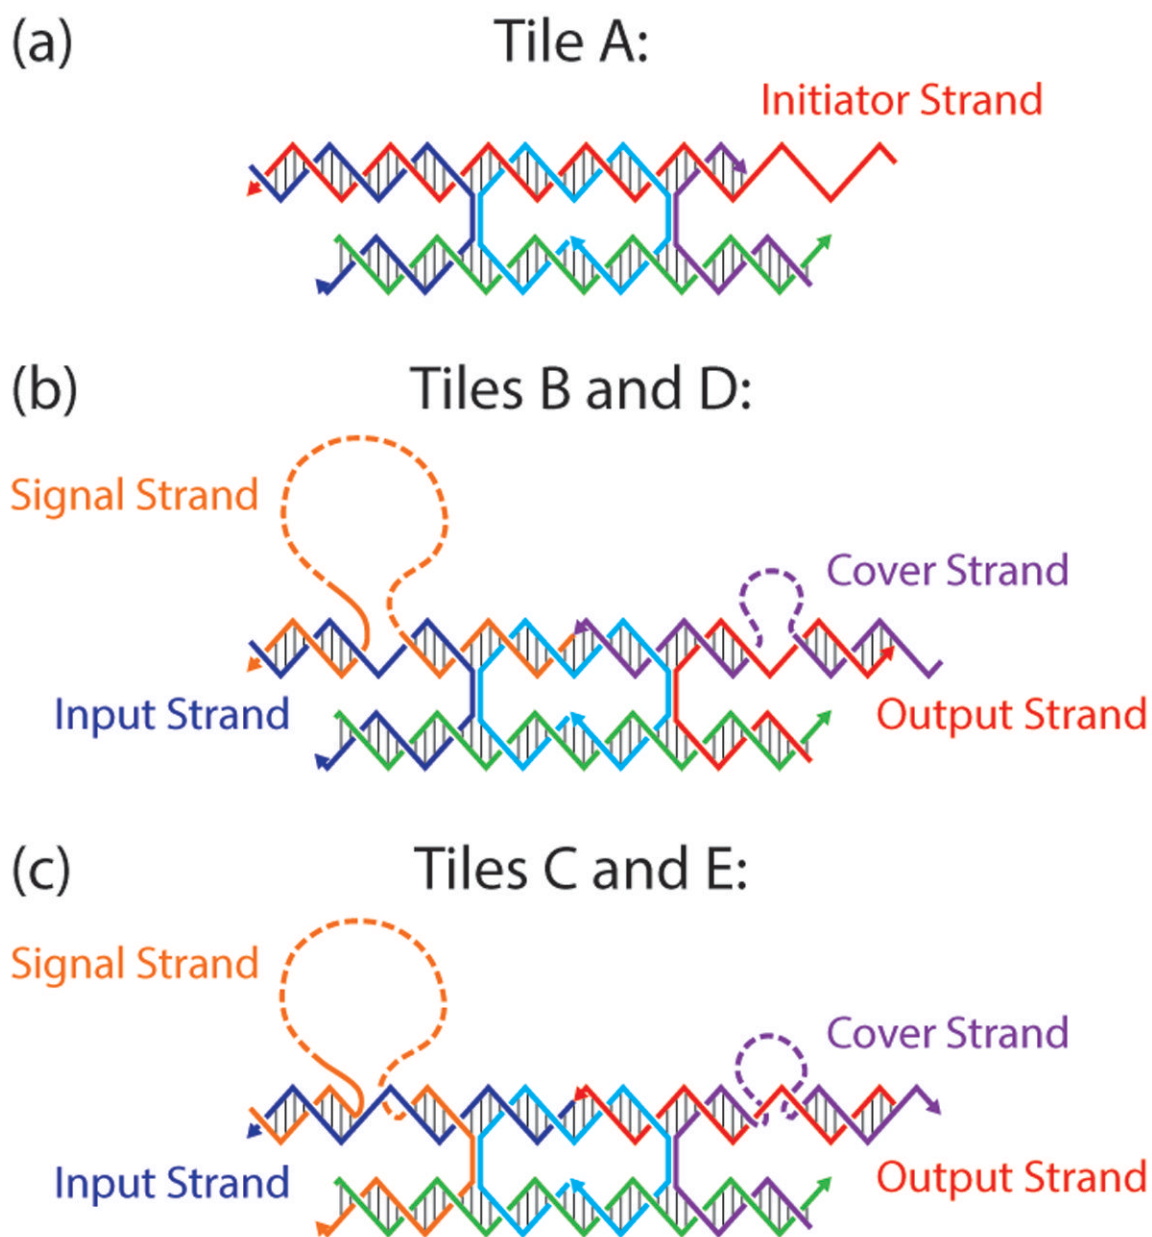 (a)
Tile A:
Initiator Strand
(b)
Tiles B and D:
Signal Strand
Cover Strand
Input Strand
Output Strand
(c)
Tiles C and E:
Signal Strand
Cover Strand
Input Strand
Output Strand